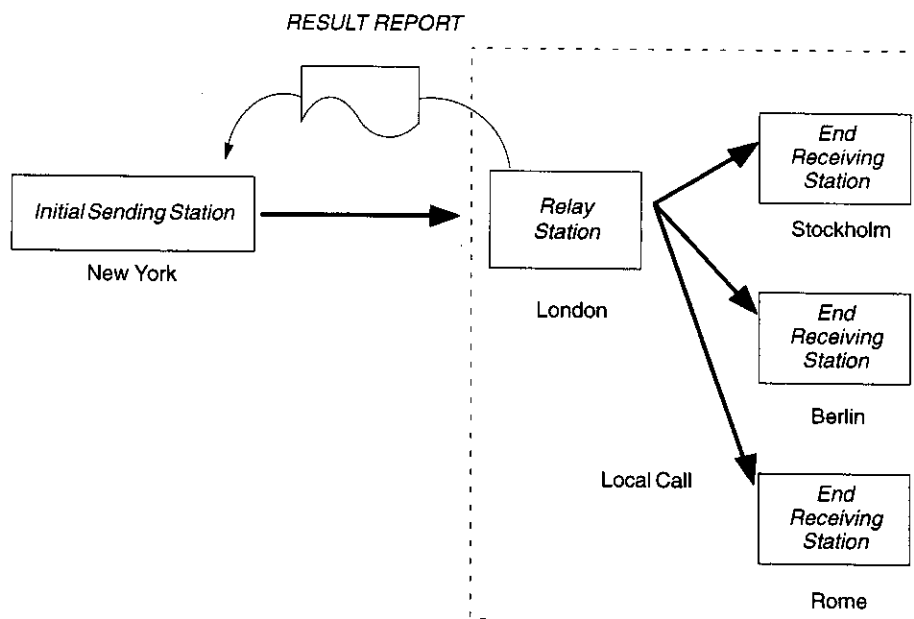 RESULT REPORT
Initial Sending Station
New York
Relay
Station
London
End
Receiving
Station
Stockholm
End
Receiving
Station
Berlin
Local Call
End
Receiving
Station
Rome